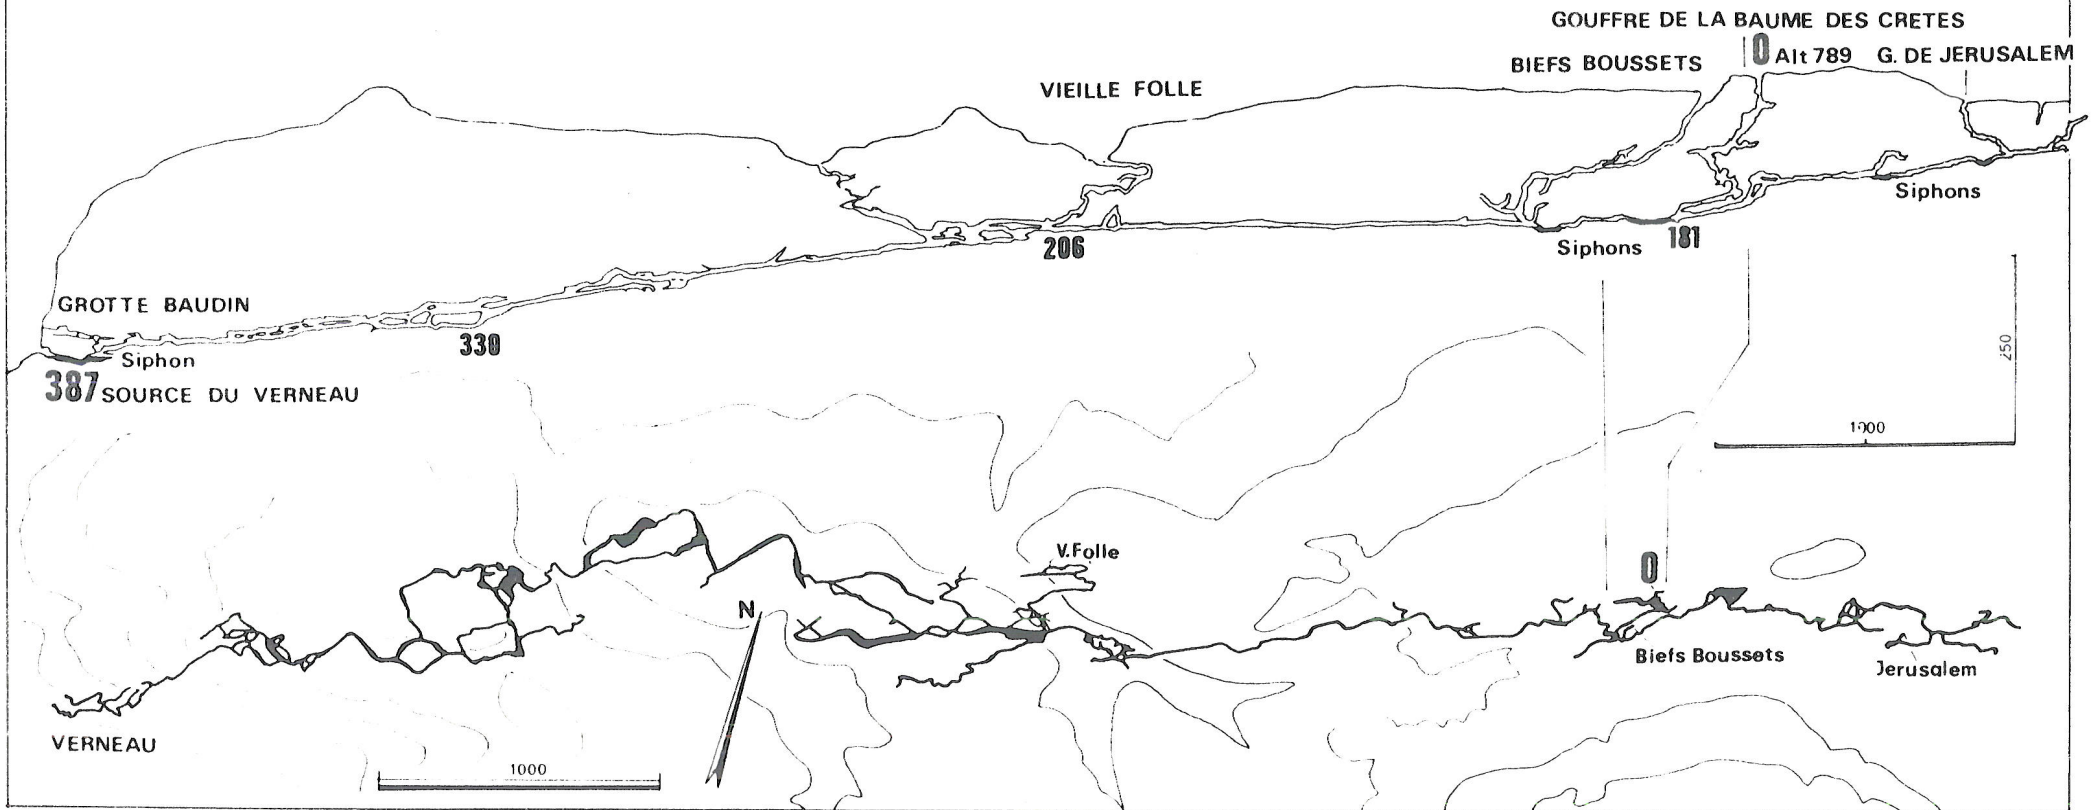 GOUFFRE DE LA BAUME DES CRETES
BIEFS BOUSSETS
0 Alt 789
G. DE JERUSALEM
VIEILLE FOLLE
Siphons
206
Siphons
181
GROTTE BAUDIN
330
Siphon
387 SOURCE DU VERNEAU
250
1000
V.Folle
0
N
Biefs Boussets
Jerusalem
VERNEAU
1000